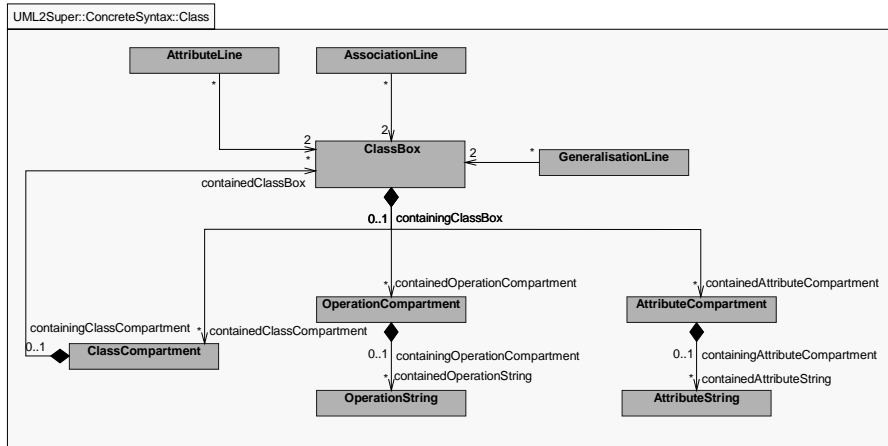 UML2Super::ConcreteSyntax::Class
AttributeLine
AssociationLine
*
*
2
2
ClassBox
*
2
*
GeneralisationLine
containedClassBox
0..1 containingClassBox
* containedOperationCompartment
* containedAttributeCompartment
OperationCompartment
AttributeCompartment
containingClassCompartment
* containedClassCompartment
0..1
ClassCompartment
0..1 containingOperationCompartment
0..1 containingAttributeCompartment
* containedOperationString
* containedAttributeString
OperationString
AttributeString